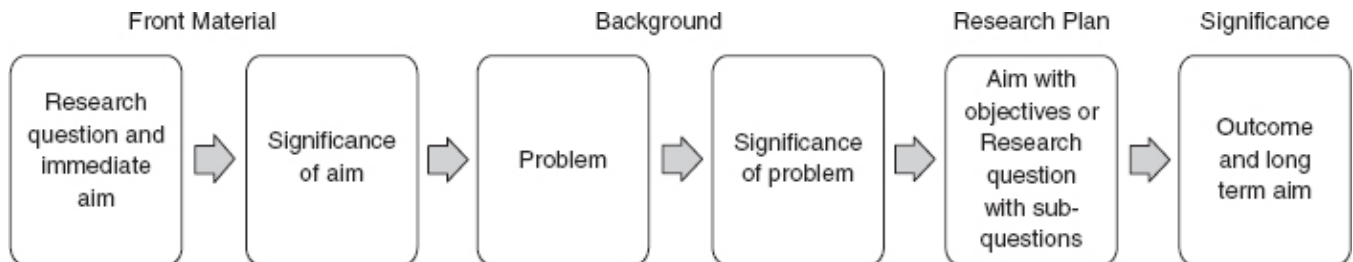 Front Material
Background
Research Plan
Significance
Research
question and
immediate
aim
Significance
of aim
Problem
Significance
of problem
Aim with
objectives or
Research
question
with sub-
questions
Outcome
and long
term aim